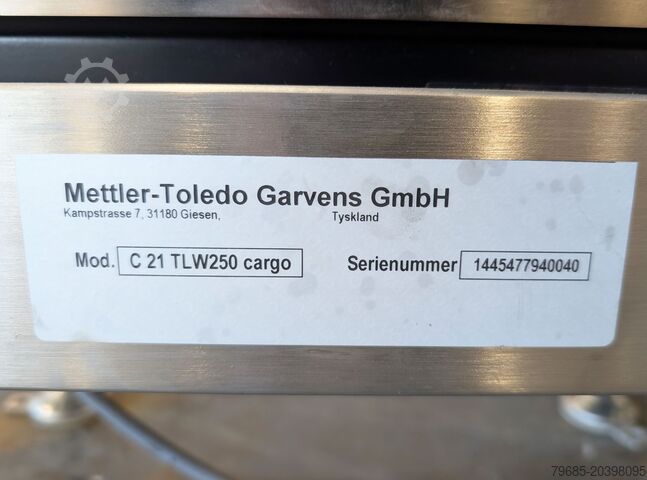 Mettler-Toledo Garvens GmbH
Kampstrasse 7, 31180 Giesen, Tyskland
Mod. C 21 TLW250 cargo Serienummer 1445477940040
79685-20398095